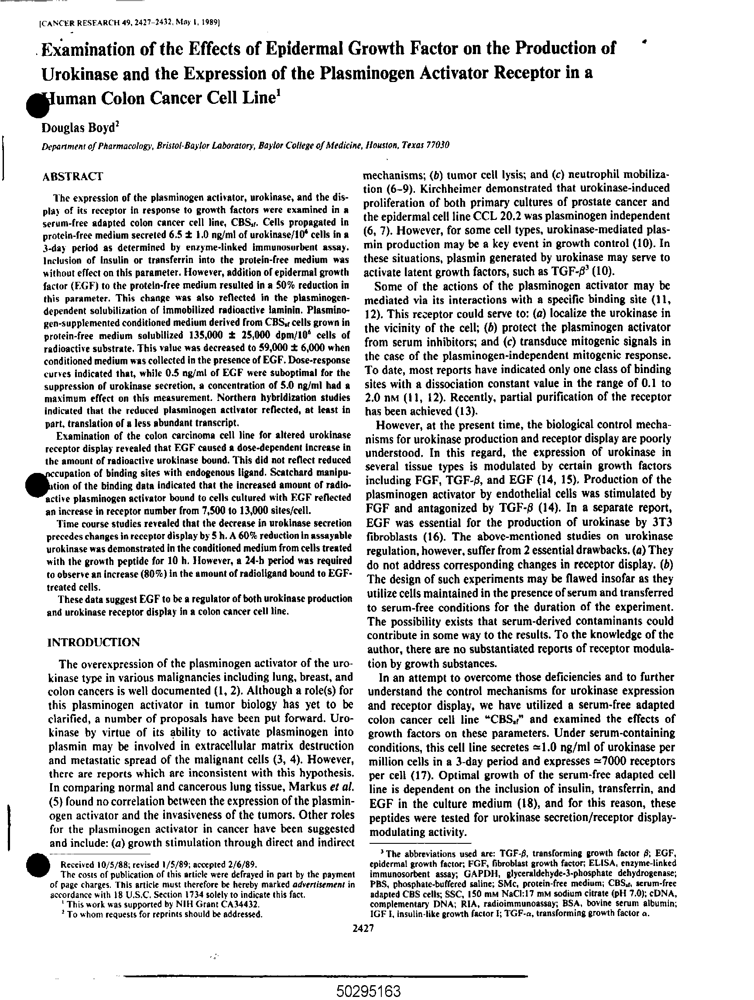 [CANCER RESEARCH 49, 2427-2432, May 1, 1989]
Examination of the Effects of Epidermal Growth Factor on the Production of
Urokinase and the Expression of the Plasminogen Activator Receptor in a
Human Colon Cancer Cell Line¹
Douglas Boyd²
Department of Pharmacology, Bristol-Baylor Laboratory, Baylor College of Medicine, Houston, Texas 77030
ABSTRACT
The expression of the plasminogen activator, urokinase, and the dis-
play of its receptor in response to growth factors were examined in a
serum-free adapted colon cancer cell line, CBSsf. Cells propagated in
protein-free medium secreted 6.5 ± 1.0 ng/ml of urokinase/10⁶ cells in a
3-day period as determined by enzyme-linked immunosorbent assay.
Inclusion of Insulin or transferrin into the protein-free medium was
without effect on this parameter. However, addition of epidermal growth
factor (EGF) to the protein-free medium resulted in a 50% reduction in
this parameter. This change was also reflected in the plasminogen-
dependent solubilization of immobilized radioactive laminin. Plasmino-
gen-supplemented conditioned medium derived from CBSsf cells grown in
protein-free medium solubilized 135,000 ± 25,000 dpm/10⁶ cells of
radioactive substrate. This value was decreased to 59,000 ± 6,000 when
conditioned medium was collected in the presence of EGF. Dose-response
curves indicated that, while 0.5 ng/ml of EGF were suboptimal for the
suppression of urokinase secretion, a concentration of 5.0 ng/ml had a
maximum effect on this measurement. Northern hybridization studies
indicated that the reduced plasminogen activator reflected, at least in
part, translation of a less abundant transcript.
Examination of the colon carcinoma cell line for altered urokinase
receptor display revealed that EGF caused a dose-dependent increase in
the amount of radioactive urokinase bound. This did not reflect reduced
occupation of binding sites with endogenous ligand. Scatchard manipu-
lation of the binding data indicated that the increased amount of radio-
active plasminogen activator bound to cells cultured with EGF reflected
an increase in receptor number from 7,500 to 13,000 sites/cell.
Time course studies revealed that the decrease in urokinase secretion
precedes changes in receptor display by 5 h. A 60% reduction in assayable
urokinase was demonstrated in the conditioned medium from cells treated
with the growth peptide for 10 h. However, a 24-h period was required
to observe an increase (80%) in the amount of radioligand bound to EGF-
treated cells.
These data suggest EGF to be a regulator of both urokinase production
and urokinase receptor display in a colon cancer cell line.
INTRODUCTION
The overexpression of the plasminogen activator of the uro-
kinase type in various malignancies including lung, breast, and
colon cancers is well documented (1, 2). Although a role(s) for
this plasminogen activator in tumor biology has yet to be
clarified, a number of proposals have been put forward. Uro-
kinase by virtue of its ability to activate plasminogen into
plasmin may be involved in extracellular matrix destruction
and metastatic spread of the malignant cells (3, 4). However,
there are reports which are inconsistent with this hypothesis.
In comparing normal and cancerous lung tissue, Markus et al.
(5) found no correlation between the expression of the plasmin-
ogen activator and the invasiveness of the tumors. Other roles
for the plasminogen activator in cancer have been suggested
and include: (a) growth stimulation through direct and indirect
Received 10/5/88; revised 1/5/89; accepted 2/6/89.
The costs of publication of this article were defrayed in part by the payment
of page charges. This article must therefore be hereby marked advertisement in
accordance with 18 U.S.C. Section 1734 solely to indicate this fact.
¹ This work was supported by NIH Grant CA34432.
² To whom requests for reprints should be addressed.
mechanisms; (b) tumor cell lysis; and (c) neutrophil mobiliza-
tion (6-9). Kirchheimer demonstrated that urokinase-induced
proliferation of both primary cultures of prostate cancer and
the epidermal cell line CCL 20.2 was plasminogen independent
(6, 7). However, for some cell types, urokinase-mediated plas-
min production may be a key event in growth control (10). In
these situations, plasmin generated by urokinase may serve to
activate latent growth factors, such as TGF-β³ (10).
Some of the actions of the plasminogen activator may be
mediated via its interactions with a specific binding site (11,
12). This receptor could serve to: (a) localize the urokinase in
the vicinity of the cell; (b) protect the plasminogen activator
from serum inhibitors; and (c) transduce mitogenic signals in
the case of the plasminogen-independent mitogenic response.
To date, most reports have indicated only one class of binding
sites with a dissociation constant value in the range of 0.1 to
2.0 nM (11, 12). Recently, partial purification of the receptor
has been achieved (13).
However, at the present time, the biological control mecha-
nisms for urokinase production and receptor display are poorly
understood. In this regard, the expression of urokinase in
several tissue types is modulated by certain growth factors
including FGF, TGF-β, and EGF (14, 15). Production of the
plasminogen activator by endothelial cells was stimulated by
FGF and antagonized by TGF-β (14). In a separate report,
EGF was essential for the production of urokinase by 3T3
fibroblasts (16). The above-mentioned studies on urokinase
regulation, however, suffer from 2 essential drawbacks. (a) They
do not address corresponding changes in receptor display. (b)
The design of such experiments may be flawed insofar as they
utilize cells maintained in the presence of serum and transferred
to serum-free conditions for the duration of the experiment.
The possibility exists that serum-derived contaminants could
contribute in some way to the results. To the knowledge of the
author, there are no substantiated reports of receptor modula-
tion by growth substances.
In an attempt to overcome those deficiencies and to further
understand the control mechanisms for urokinase expression
and receptor display, we have utilized a serum-free adapted
colon cancer cell line “CBSsf” and examined the effects of
growth factors on these parameters. Under serum-containing
conditions, this cell line secretes ≃1.0 ng/ml of urokinase per
million cells in a 3-day period and expresses ≃7000 receptors
per cell (17). Optimal growth of the serum-free adapted cell
line is dependent on the inclusion of insulin, transferrin, and
EGF in the culture medium (18), and for this reason, these
peptides were tested for urokinase secretion/receptor display-
modulating activity.
³ The abbreviations used are: TGF-β, transforming growth factor β; EGF,
epidermal growth factor; FGF, fibroblast growth factor; ELISA, enzyme-linked
immunosorbent assay; GAPDH, glyceraldehyde-3-phosphate dehydrogenase;
PBS, phosphate-buffered saline; SMc, protein-free medium; CBSsf, serum-free
adapted CBS cells; SSC, 150 mM NaCl:17 mM sodium citrate (pH 7.0); cDNA,
complementary DNA; RIA, radioimmunoassay; BSA, bovine serum albumin;
IGF I, insulin-like growth factor I; TGF-α, transforming growth factor α.
2427
50295163